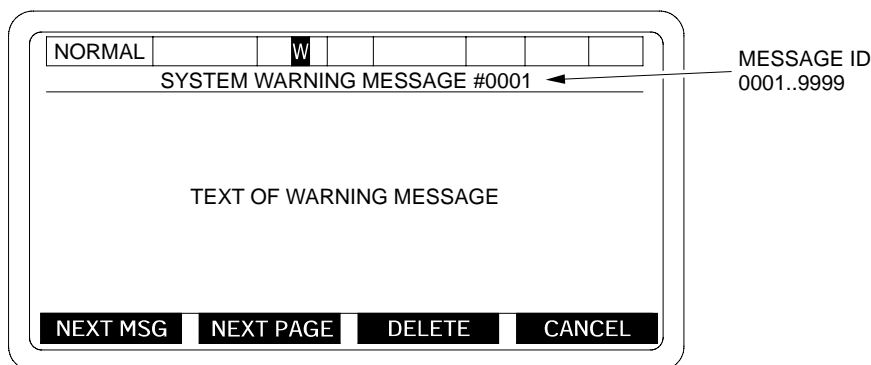 NORMAL W
SYSTEM WARNING MESSAGE #0001
MESSAGE ID
0001..9999
TEXT OF WARNING MESSAGE
NEXT MSG NEXT PAGE DELETE CANCEL